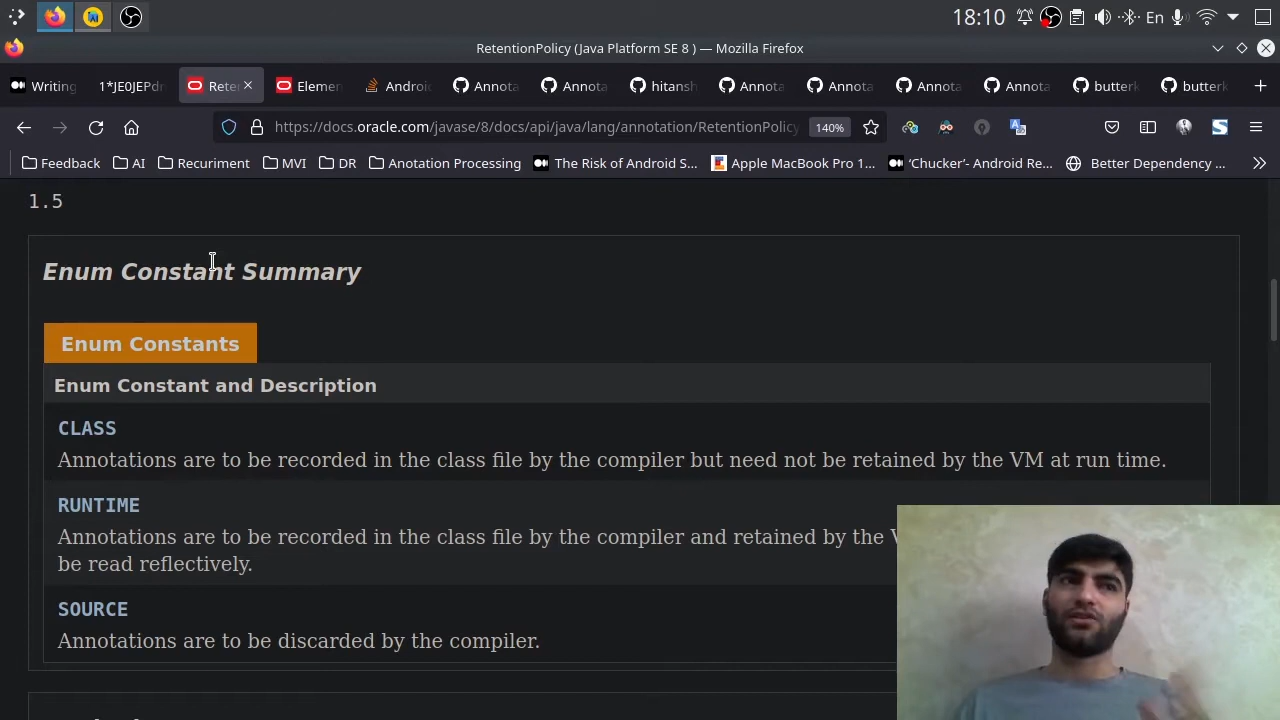 18:10
En
RetentionPolicy (Java Platform SE 8 ) — Mozilla Firefox
Writing
1*JE0JEPdn
Rete
Elemen
Androi
Annota
Annota
hitansh
Annota
Annota
Annota
Annota
butterk
butterk
https://docs.oracle.com/javase/8/docs/api/java/lang/annotation/RetentionPolicy
140%
Feedback
AI
Recuriment
MVI
DR
Anotation Processing
The Risk of Android S...
Apple MacBook Pro 1...
‘Chucker’- Android Re...
Better Dependency ...
1.5
Enum Constant Summary
Enum Constants
Enum Constant and Description
CLASS
Annotations are to be recorded in the class file by the compiler but need not be retained by the VM at run time.
RUNTIME
Annotations are to be recorded in the class file by the compiler and retained by the
be read reflectively.
SOURCE
Annotations are to be discarded by the compiler.